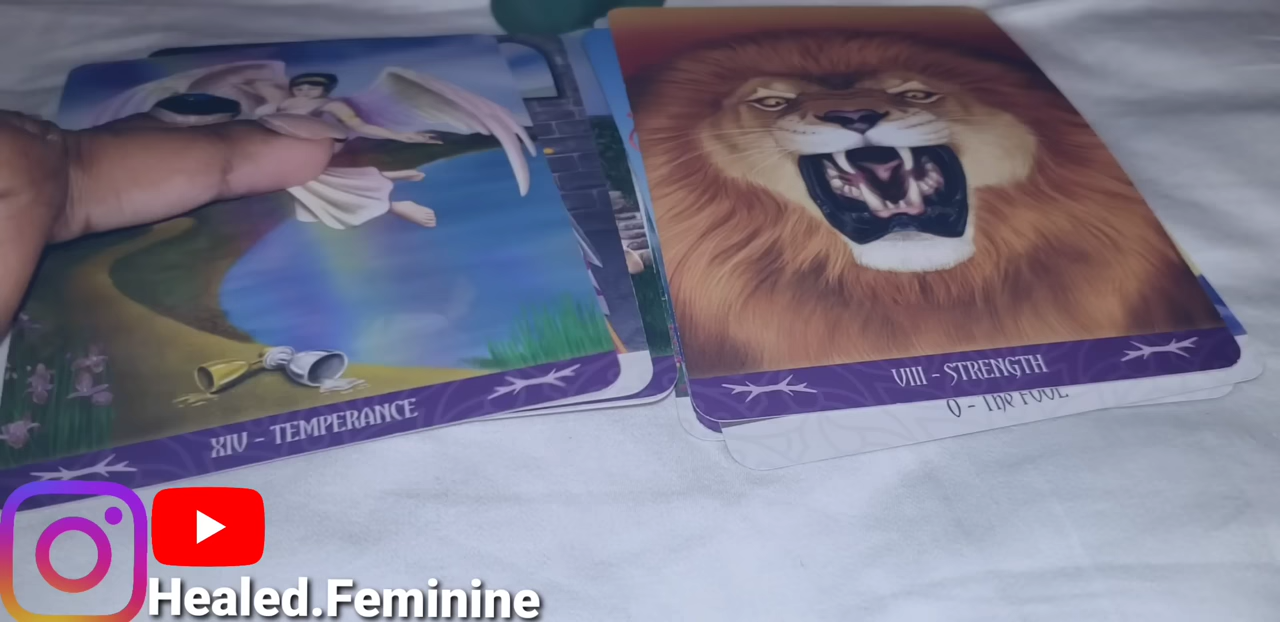 XIV - TEMPERANCE
VIII - STRENGTH
0 - The FOOL
Healed.Feminine